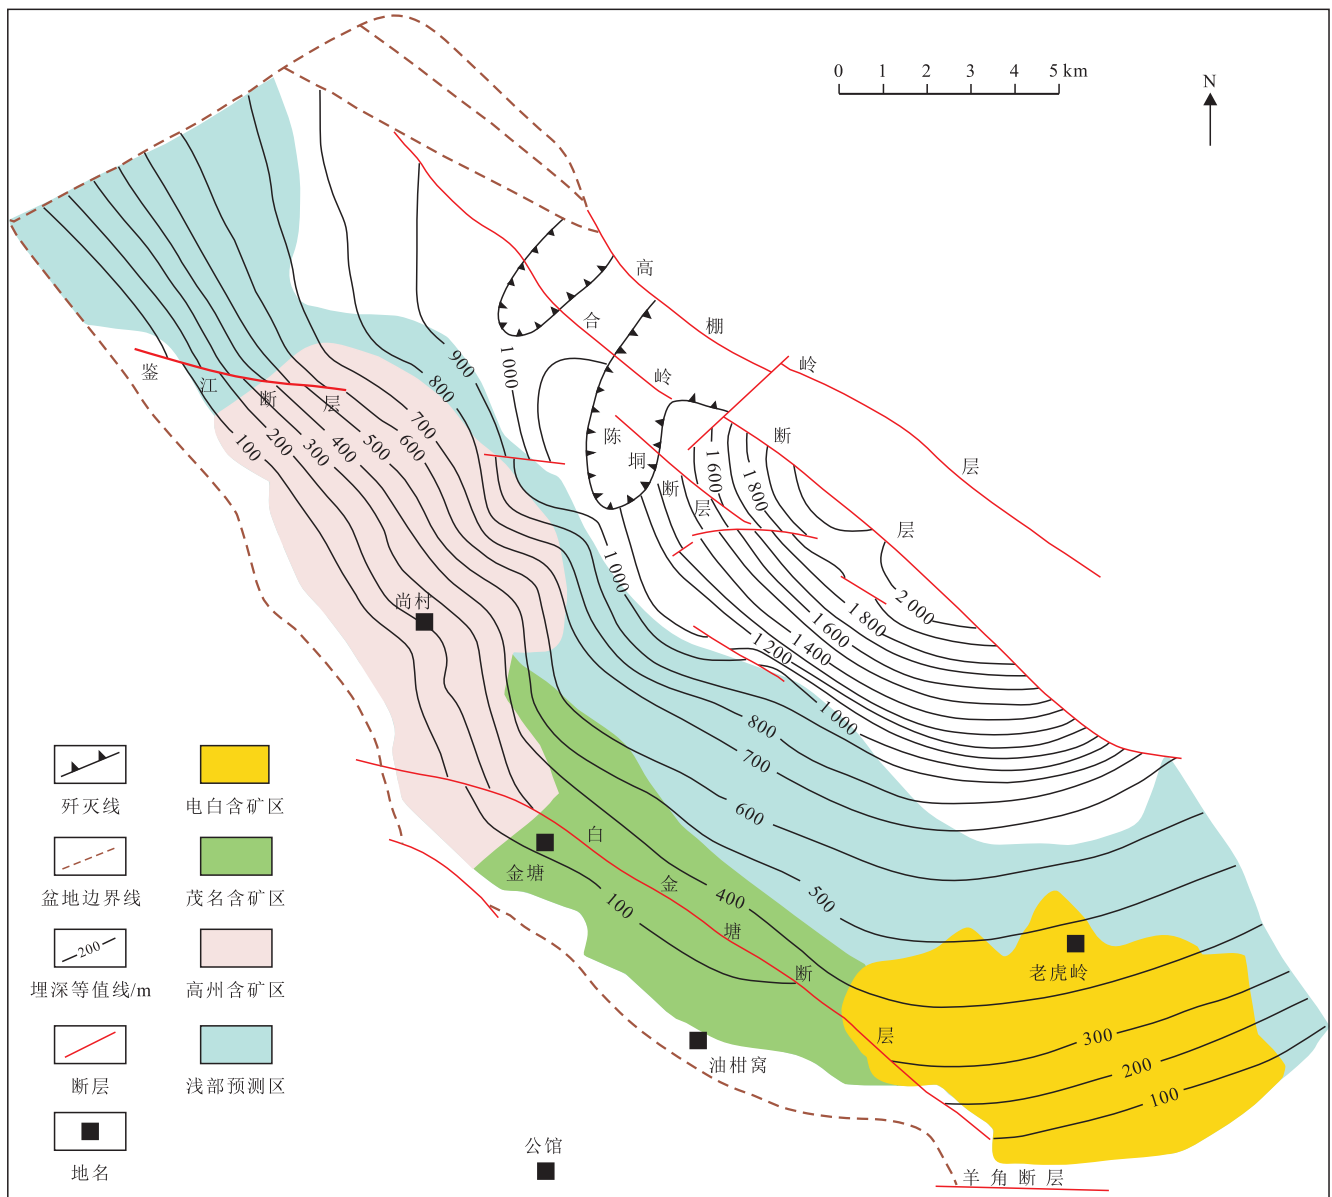 0 1 2 3 4 5 km
N
高
棚
岭
层
合
岭
断
层
陈
垌
断
层
鉴
江
断
层
900
1 000
800
700
600
500
400
300
200
100
1 600
1 800
1 000
2 000
1 800
1 600
1 400
1 200
1 000
800
700
600
500
400
100
300
200
100
尚村
白
金
塘
断
层
金塘
老虎岭
油柑窝
公馆
羊角断层
歼灭线
电白含矿区
盆地边界线
茂名含矿区
200
埋深等值线/m
高州含矿区
断层
浅部预测区
地名